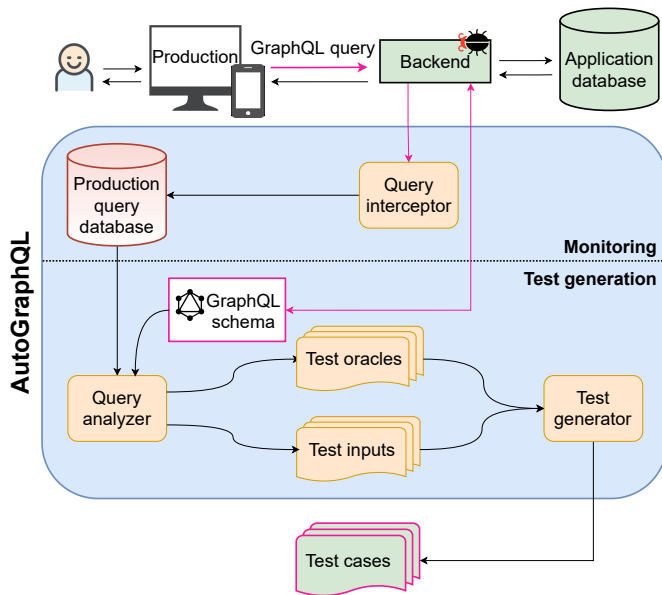 Production
GraphQL query
Backend
Application
database
Production
query
database
Query
interceptor
Monitoring
Test generation
AutoGraphQL
GraphQL
schema
Test oracles
Query
analyzer
Test
generator
Test inputs
Test cases